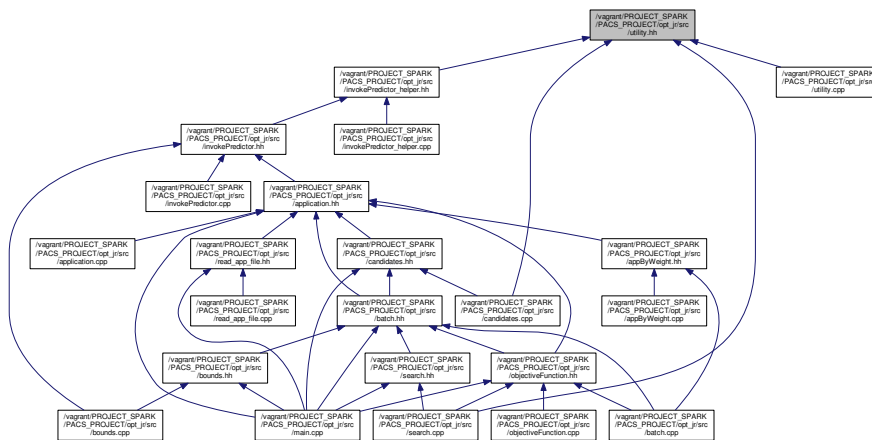 /vagrant/PROJECT_SPARK
/PACS_PROJECT/opt_jr/src
/utility.hh
/vagrant/PROJECT_SPARK
/PACS_PROJECT/opt_jr/src
/invokePredictor_helper.hh
/vagrant/PROJECT_SPARK
/PACS_PROJECT/opt_jr/src
/utility.cpp
/vagrant/PROJECT_SPARK
/PACS_PROJECT/opt_jr/src
/invokePredictor.hh
/vagrant/PROJECT_SPARK
/PACS_PROJECT/opt_jr/src
/invokePredictor_helper.cpp
/vagrant/PROJECT_SPARK
/PACS_PROJECT/opt_jr/src
/invokePredictor.cpp
/vagrant/PROJECT_SPARK
/PACS_PROJECT/opt_jr/src
/application.hh
/vagrant/PROJECT_SPARK
/PACS_PROJECT/opt_jr/src
/application.cpp
/vagrant/PROJECT_SPARK
/PACS_PROJECT/opt_jr/src
/read_app_file.hh
/vagrant/PROJECT_SPARK
/PACS_PROJECT/opt_jr/src
/candidates.hh
/vagrant/PROJECT_SPARK
/PACS_PROJECT/opt_jr/src
/appByWeight.hh
/vagrant/PROJECT_SPARK
/PACS_PROJECT/opt_jr/src
/read_app_file.cpp
/vagrant/PROJECT_SPARK
/PACS_PROJECT/opt_jr/src
/batch.hh
/vagrant/PROJECT_SPARK
/PACS_PROJECT/opt_jr/src
/candidates.cpp
/vagrant/PROJECT_SPARK
/PACS_PROJECT/opt_jr/src
/appByWeight.cpp
/vagrant/PROJECT_SPARK
/PACS_PROJECT/opt_jr/src
/bounds.hh
/vagrant/PROJECT_SPARK
/PACS_PROJECT/opt_jr/src
/search.hh
/vagrant/PROJECT_SPARK
/PACS_PROJECT/opt_jr/src
/objectiveFunction.hh
/vagrant/PROJECT_SPARK
/PACS_PROJECT/opt_jr/src
/bounds.cpp
/vagrant/PROJECT_SPARK
/PACS_PROJECT/opt_jr/src
/main.cpp
/vagrant/PROJECT_SPARK
/PACS_PROJECT/opt_jr/src
/search.cpp
/vagrant/PROJECT_SPARK
/PACS_PROJECT/opt_jr/src
/objectiveFunction.cpp
/vagrant/PROJECT_SPARK
/PACS_PROJECT/opt_jr/src
/batch.cpp